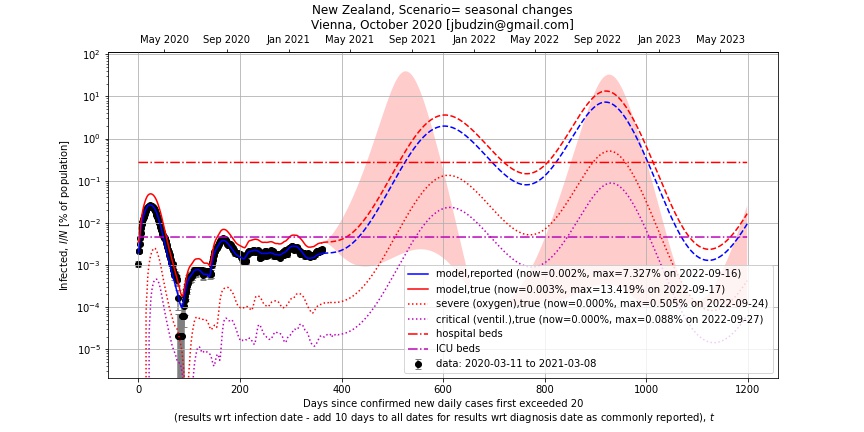 New Zealand, Scenario= seasonal changes
Vienna, October 2020 [jbudzin@gmail.com]
May 2020 Sep 2020 Jan 2021 May 2021 Sep 2021 Jan 2022 May 2022 Sep 2022 Jan 2023 May 2023
10²
10¹
10⁰
10⁻¹
10⁻²
10⁻³
10⁻⁴
10⁻⁵
Infected, I/N [% of population]
model,reported (now=0.002%, max=7.327% on 2022-09-16)
model,true (now=0.003%, max=13.419% on 2022-09-17)
severe (oxygen),true (now=0.000%, max=0.505% on 2022-09-24)
critical (ventil.),true (now=0.000%, max=0.088% on 2022-09-27)
hospital beds
ICU beds
data: 2020-03-11 to 2021-03-08
0 200 400 600 800 1000 1200
Days since confirmed new daily cases first exceeded 20
(results wrt infection date - add 10 days to all dates for results wrt diagnosis date as commonly reported), t